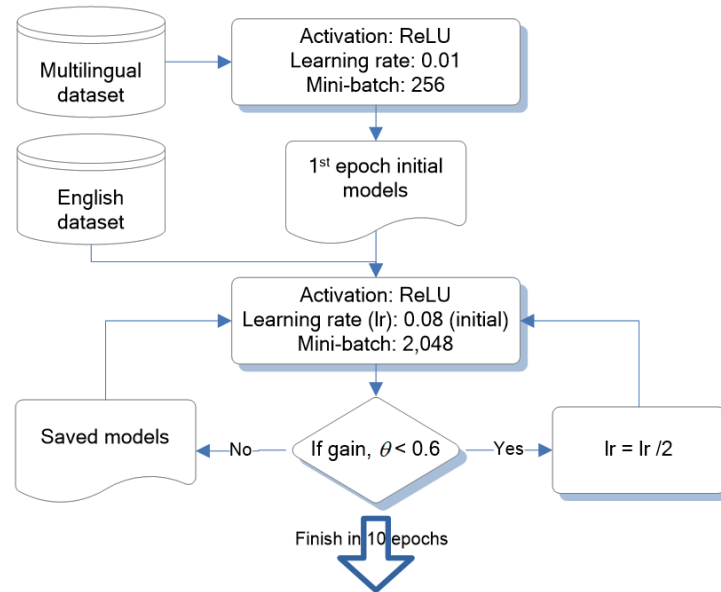 Multilingual
dataset
Activation: ReLU
Learning rate: 0.01
Mini-batch: 256
English
dataset
1st epoch initial
models
Activation: ReLU
Learning rate (lr): 0.08 (initial)
Mini-batch: 2,048
Saved models
No
If gain, θ < 0.6
Yes
lr = lr /2
Finish in 10 epochs